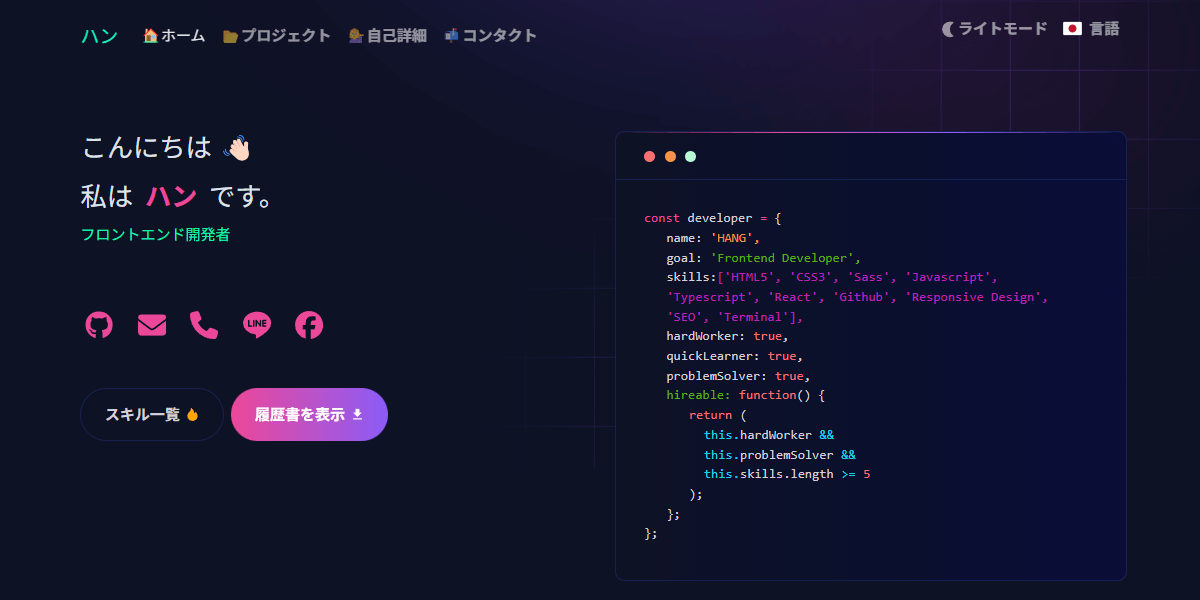 ハン 🏠ホーム 📂プロジェクト 💁🏾‍♀️自己詳細 📬コンタクト ライトモード 🇯🇵 言語
こんにちは 👋🏻
私は ハン です。
フロントエンド開発者
LINE
スキル一覧 履歴書を表示
const developer = {
name: 'HANG',
goal: 'Frontend Developer',
skills:['HTML5', 'CSS3', 'Sass', 'Javascript',
'Typescript', 'React', 'Github', 'Responsive Design',
'SEO', 'Terminal'],
hardWorker: true,
quickLearner: true,
problemSolver: true,
hireable: function() {
return (
this.hardWorker &&
this.problemSolver &&
this.skills.length >= 5
);
};
};